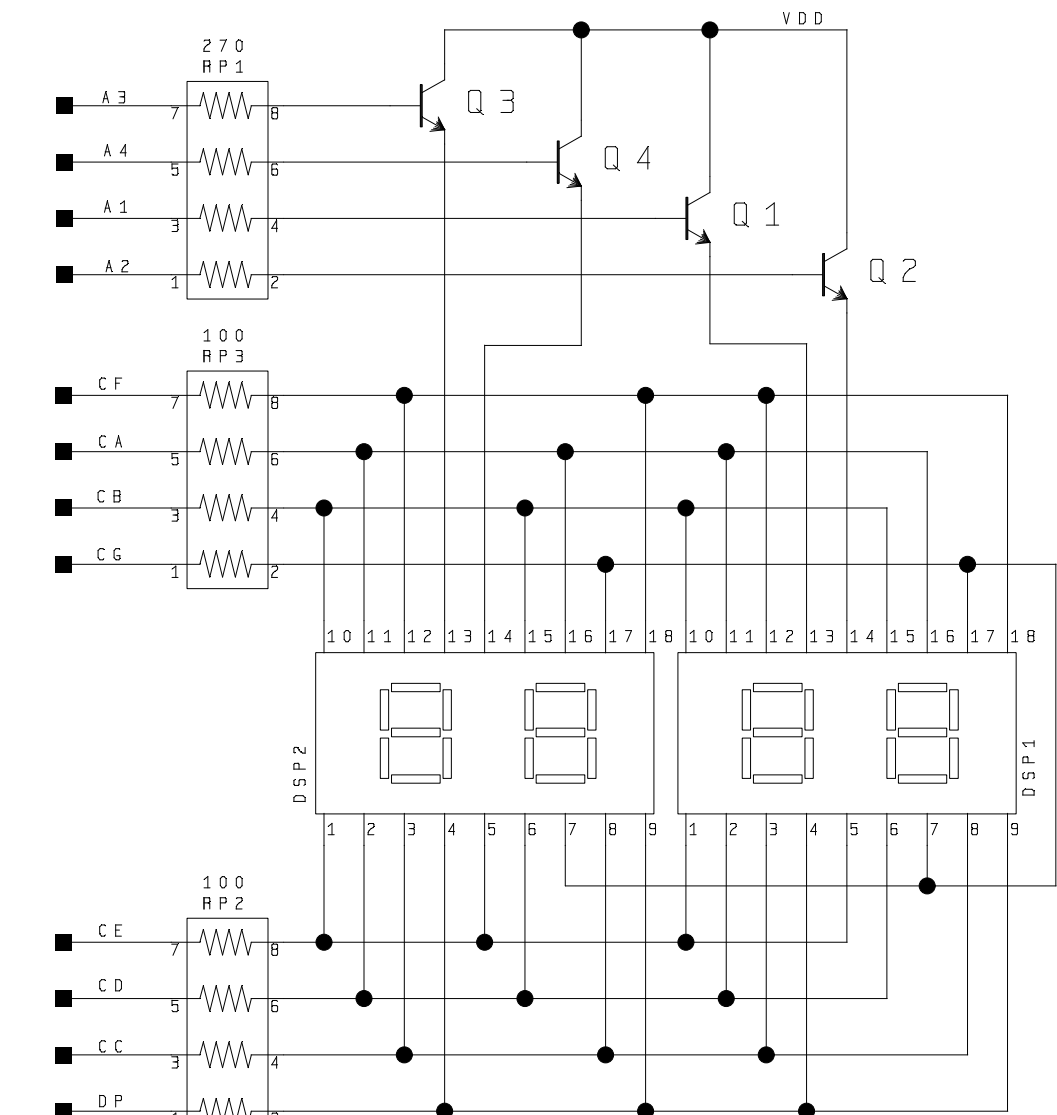 VDD
270
RP1
A3 7 8 Q3
A4 5 6 Q4
A1 3 4 Q1
A2 1 2 Q2
100
RP3
CF 7 8
CA 5 6
CB 3 4
CG 1 2
10 11 12 13 14 15 16 17 18 10 11 12 13 14 15 16 17 18
DSP2 DSP1
1 2 3 4 5 6 7 8 9 1 2 3 4 5 6 7 8 9
100
RP2
CE 7 8
CD 5 6
CC 3 4
DP